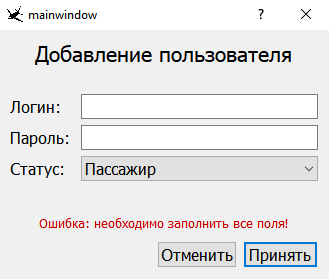 mainwindow
Добавление пользователя
Логин:
Пароль:
Статус: Пассажир
Ошибка: необходимо заполнить все поля!
Отменить Принять